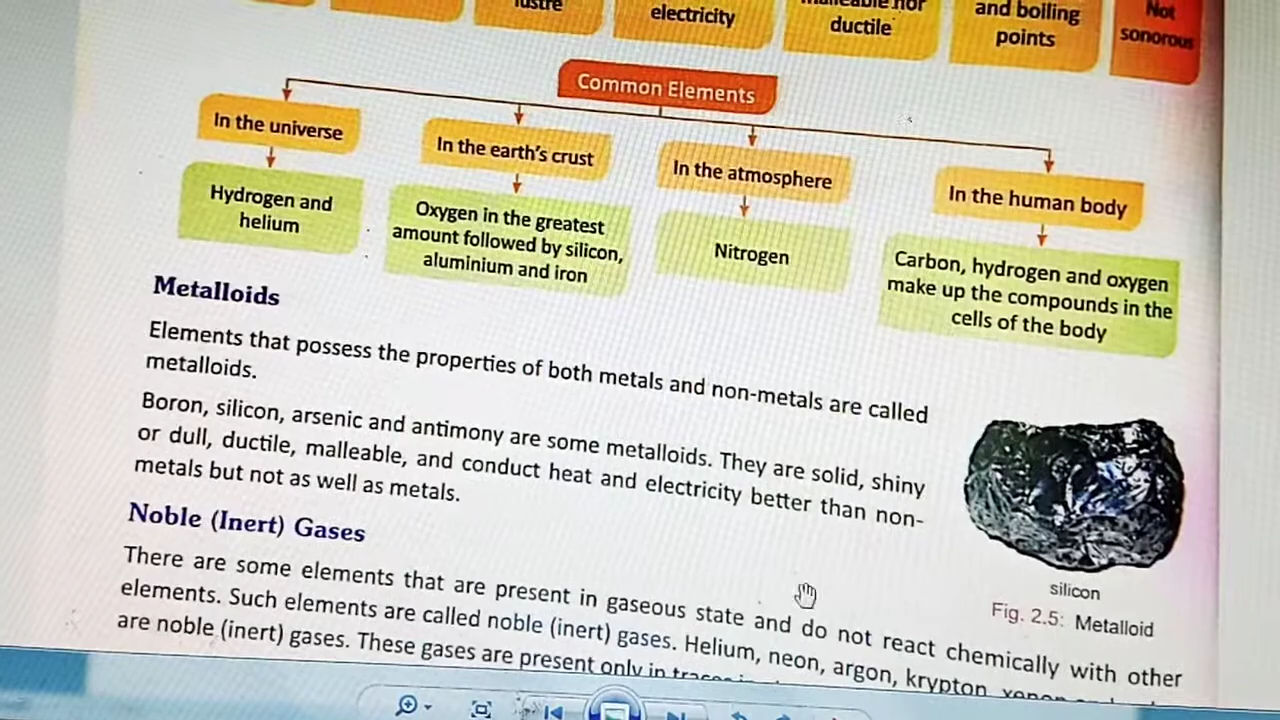 lustre
electricity
ductile
and boiling
points
Not
sonorous
Common Elements
In the universe
In the earth's crust
In the atmosphere
In the human body
Hydrogen and
helium
Oxygen in the greatest
amount followed by silicon,
aluminium and iron
Nitrogen
Carbon, hydrogen and oxygen
make up the compounds in the
cells of the body
Metalloids
Elements that possess the properties of both metals and non-metals are called
metalloids.
Boron, silicon, arsenic and antimony are some metalloids. They are solid, shiny
or dull, ductile, malleable, and conduct heat and electricity better than non-
metals but not as well as metals.
silicon
Fig. 2.5: Metalloid
Noble (Inert) Gases
There are some elements that are present in gaseous state and do not react chemically with other
elements. Such elements are called noble (inert) gases. Helium, neon, argon, krypton,
are noble (inert) gases. These gases are present only in